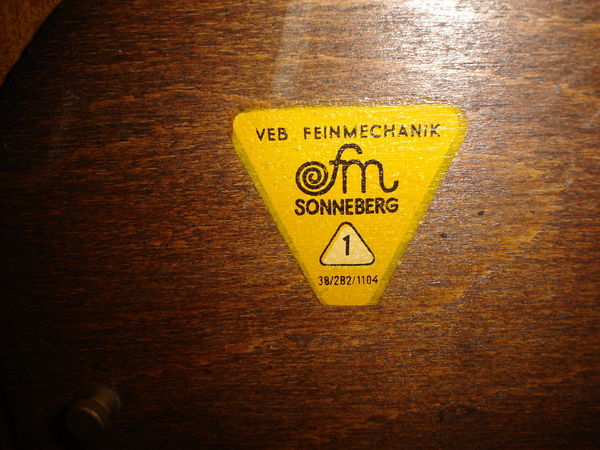 VEB FEINMECHANIK
fm
SONNEBERG
1
38/282/1104